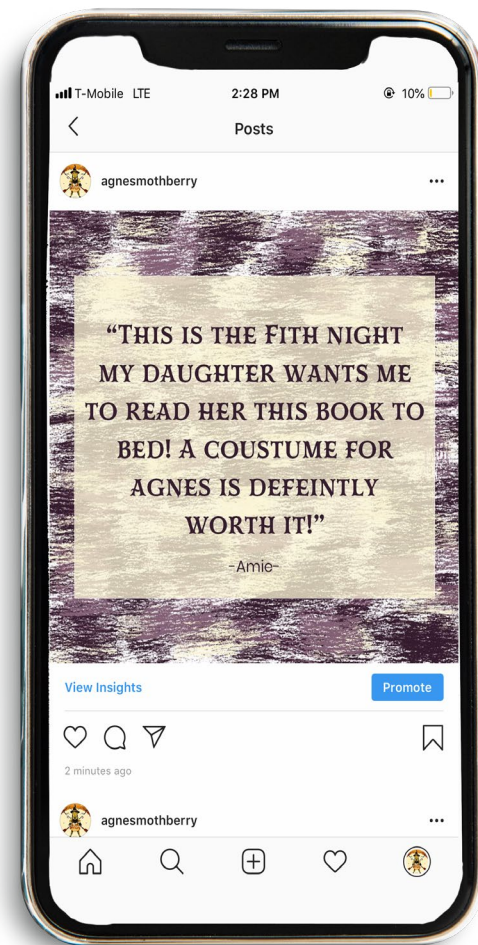 T-Mobile LTE 2:28 PM 10%
Posts
agnesmothberry
“THIS IS THE FITH NIGHT
MY DAUGHTER WANTS ME
TO READ HER THIS BOOK TO
BED! A COUSTUME FOR
AGNES IS DEFEINTLY
WORTH IT!”
-Amie-
View Insights Promote
2 minutes ago
agnesmothberry